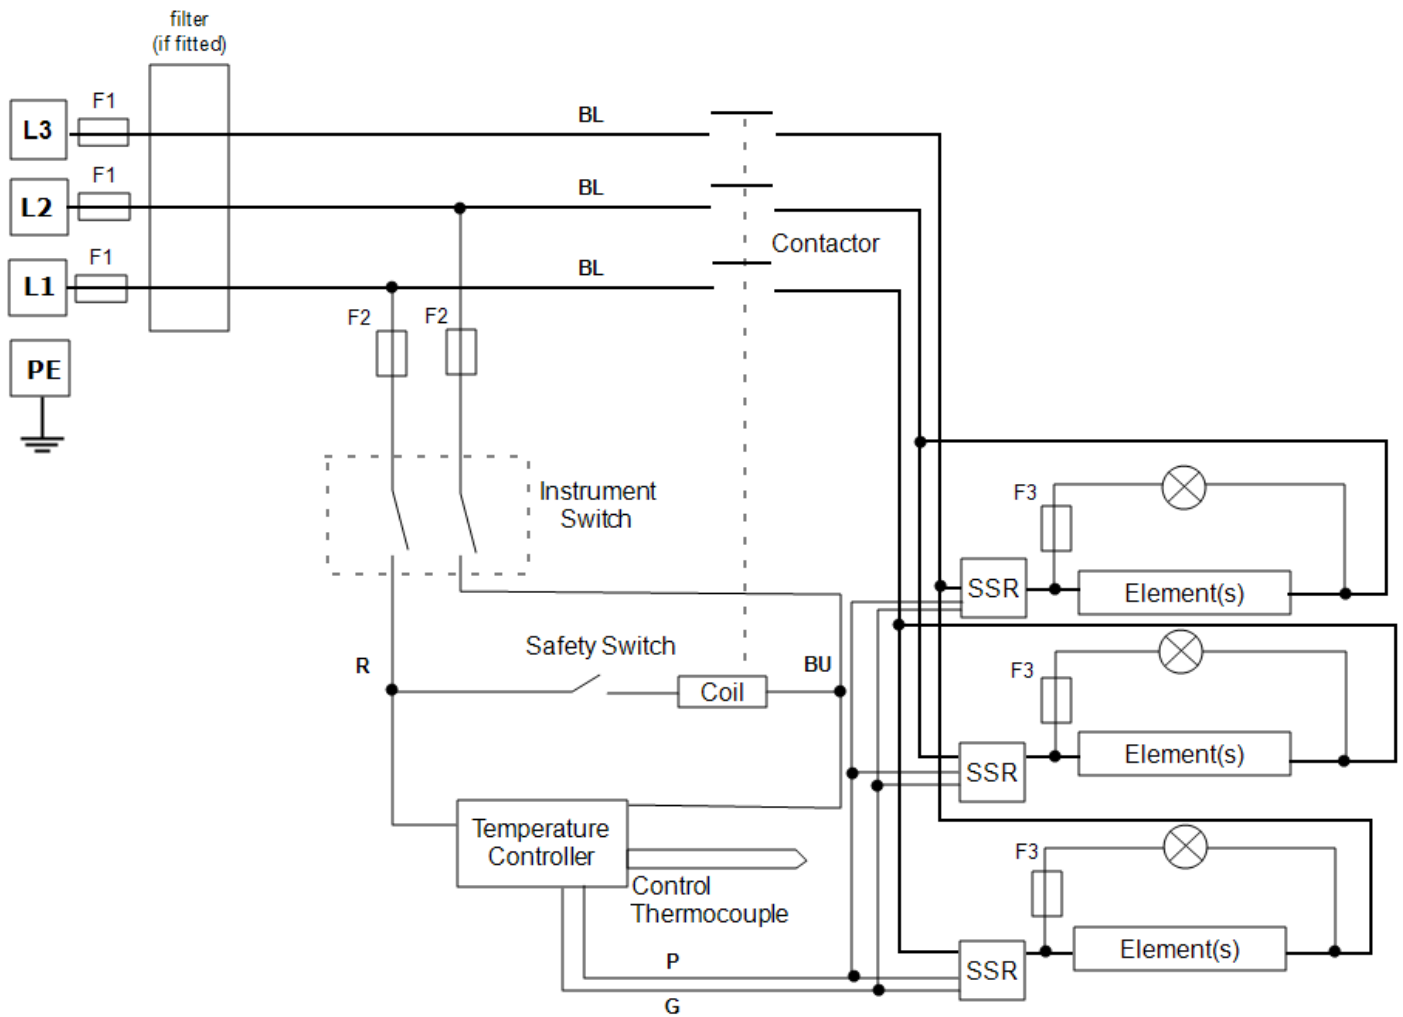 filter
(if fitted)
F1
L3
BL
F1
L2
BL
F1
L1
BL
Contactor
F2
F2
PE
Instrument
Switch
F3
SSR
Element(s)
Safety Switch
R
BU
Coil
F3
SSR
Element(s)
Temperature
Controller
Control
Thermocouple
F3
SSR
Element(s)
P
G